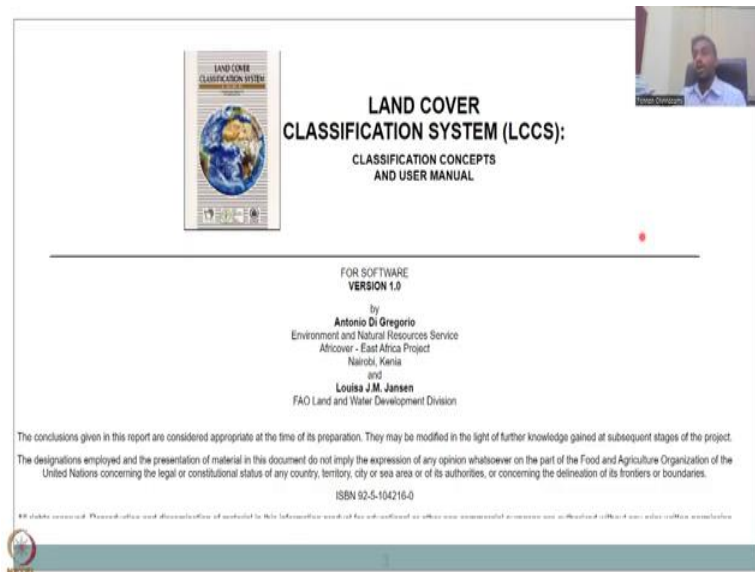 LAND COVER
CLASSIFICATION SYSTEM
LAND COVER
CLASSIFICATION SYSTEM (LCCS):
CLASSIFICATION CONCEPTS
AND USER MANUAL
FOR SOFTWARE
VERSION 1.0
by
Antonio Di Gregorio
Environment and Natural Resources Service
Africover - East Africa Project
Nairobi, Kenia
and
Louisa J.M. Jansen
FAO Land and Water Development Division
The conclusions given in this report are considered appropriate at the time of its preparation. They may be modified in the light of further knowledge gained at subsequent stages of the project.
The designations employed and the presentation of material in this document do not imply the expression of any opinion whatsoever on the part of the Food and Agriculture Organization of the
United Nations concerning the legal or constitutional status of any country, territory, city or sea area or of its authorities, or concerning the delineation of its frontiers or boundaries.
ISBN 92-5-104216-0
3